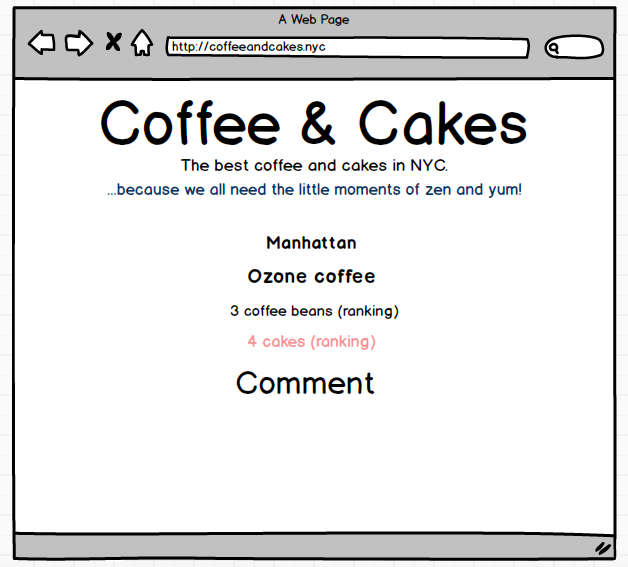 A Web Page
http://coffeeandcakes.nyc
Coffee & Cakes
The best coffee and cakes in NYC.
...because we all need the little moments of zen and yum!
Manhattan
Ozone coffee
3 coffee beans (ranking)
4 cakes (ranking)
Comment